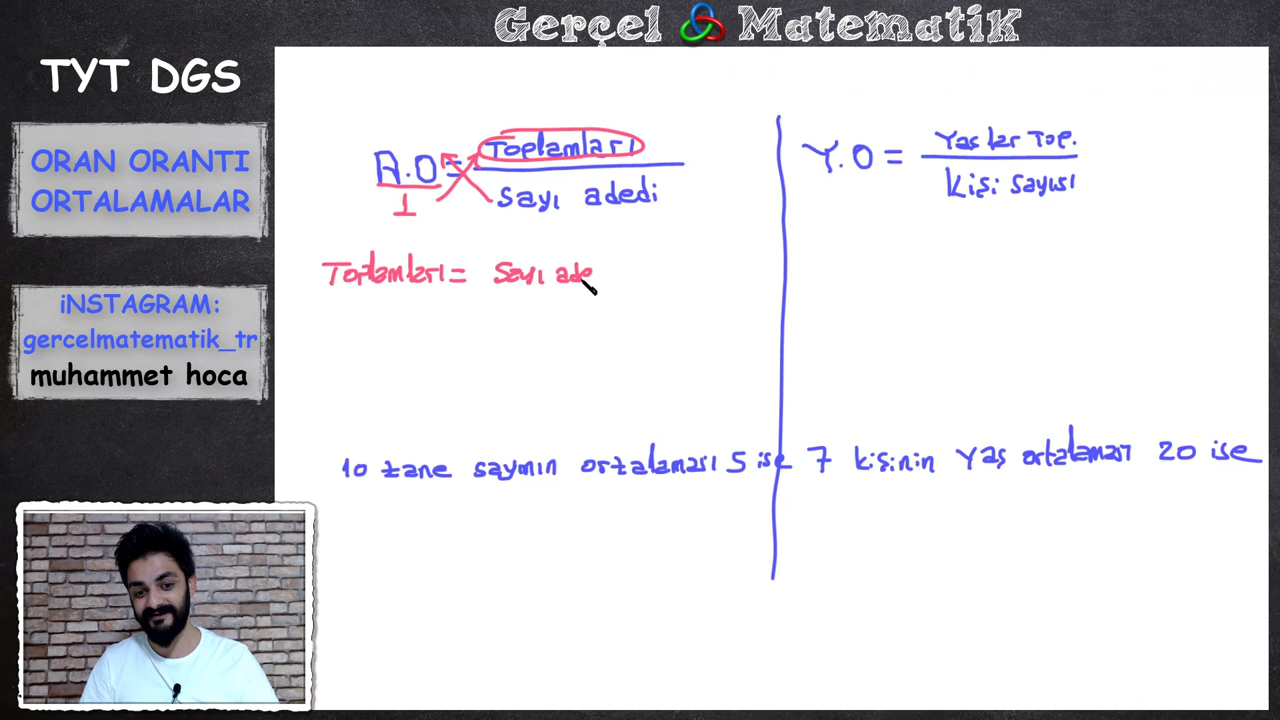 Gerçel Matematik
TYT DGS
ORAN ORANTI
ORTALAMALAR
iNSTAGRAM:
gercelmatematik_tr
muhammet hoca
A.O = Toplamları
Sayı adedi
1
Toplamları = Sayı ade
Y.O = Yaşlar Top.
Kişi Sayısı
10 tane sayının ortalaması 5 ise
7 kişinin Yaş ortalaması 20 ise